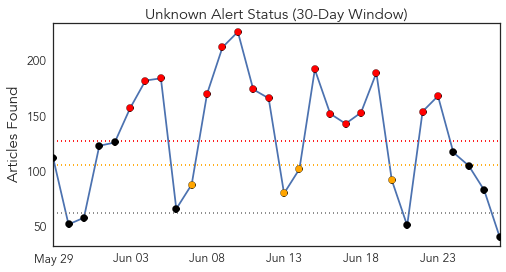 Unknown Alert Status (30-Day Window)
Articles Found
200
150
100
50
May 29
Jun 03
Jun 08
Jun 13
Jun 18
Jun 23